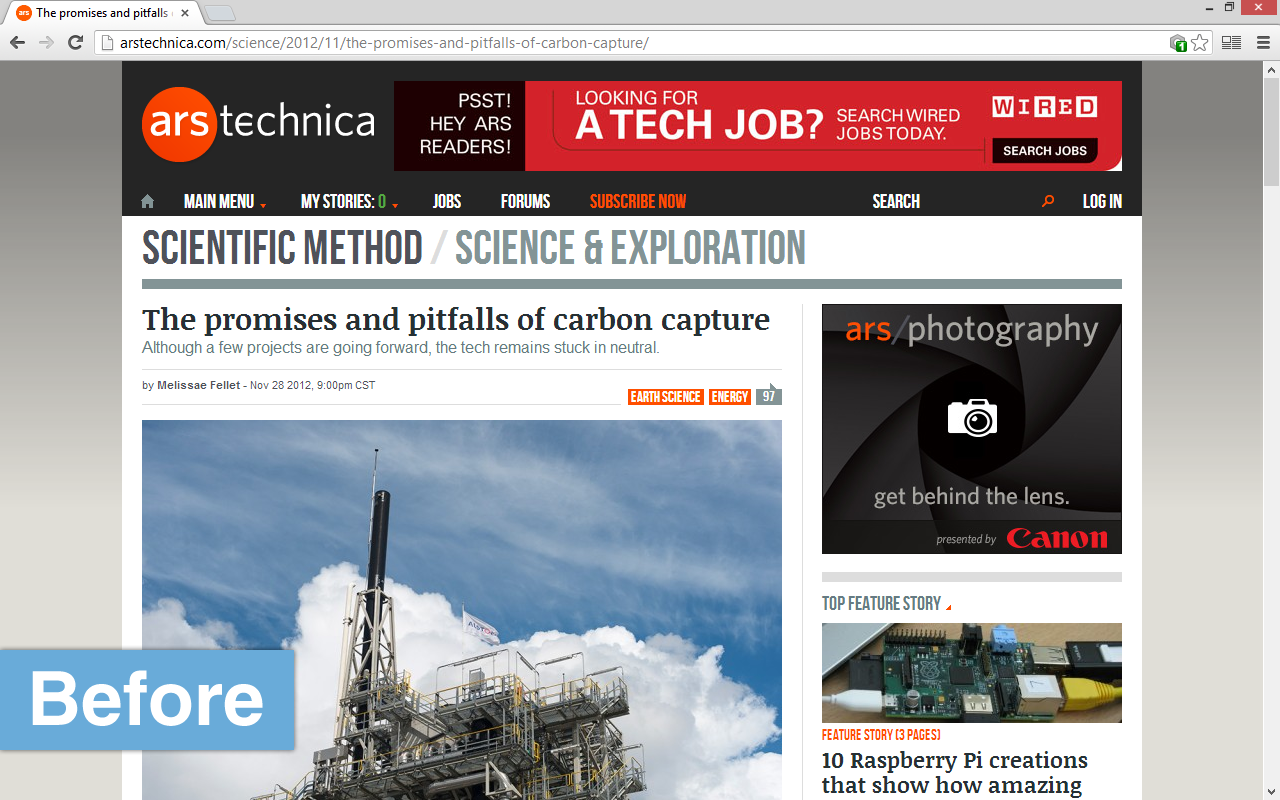 The promises and pitfalls
arstechnica.com/science/2012/11/the-promises-and-pitfalls-of-carbon-capture/
1
ars technica
PSST!
HEY ARS
READERS!
LOOKING FOR
A TECH JOB?
SEARCH WIRED
JOBS TODAY.
WIRED
SEARCH JOBS
MAIN MENU MY STORIES: 0 JOBS FORUMS SUBSCRIBE NOW SEARCH LOG IN
SCIENTIFIC METHOD / SCIENCE & EXPLORATION
The promises and pitfalls of carbon capture
Although a few projects are going forward, the tech remains stuck in neutral.
by Melissae Fellet - Nov 28 2012, 9:00pm CST
EARTH SCIENCE ENERGY 97
ars/photography
get behind the lens.
presented by Canon
TOP FEATURE STORY
FEATURE STORY (3 PAGES)
10 Raspberry Pi creations
that show how amazing
Before